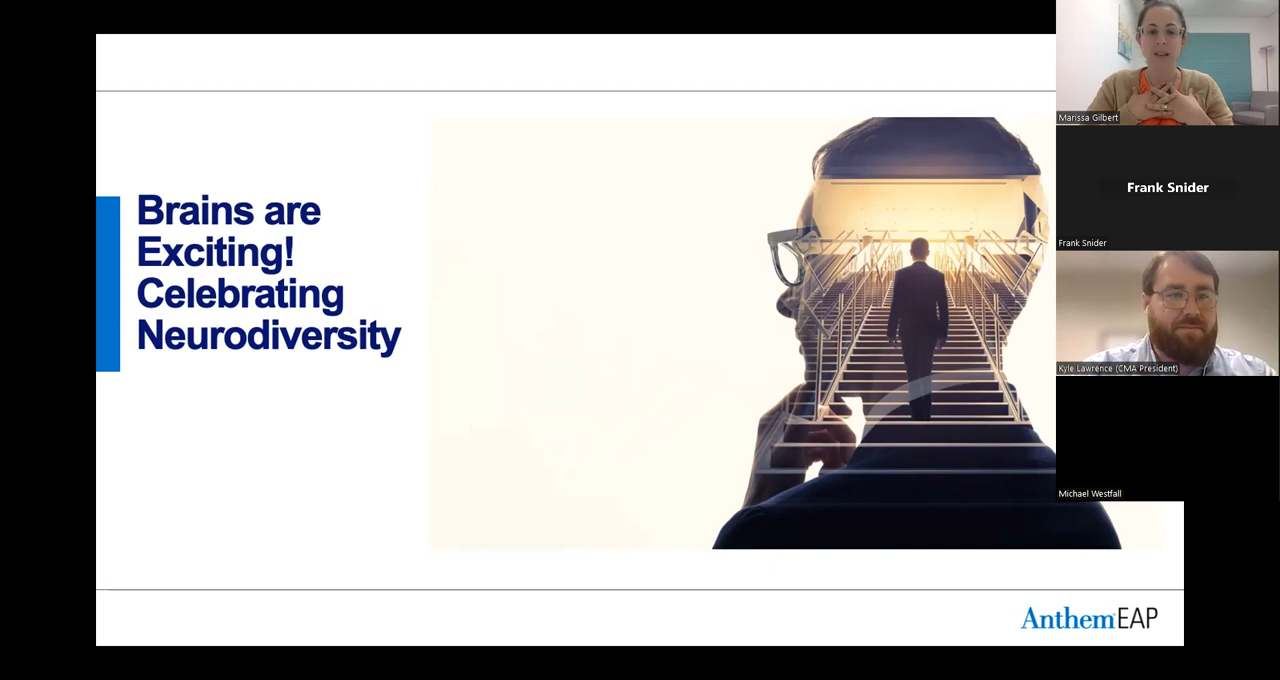 Brains are
Exciting!
Celebrating
Neurodiversity
AnthemEAP
Marissa Gilbert
Frank Snider
Frank Snider
Kyle Lawrence (CMA President)
Michael Westfall